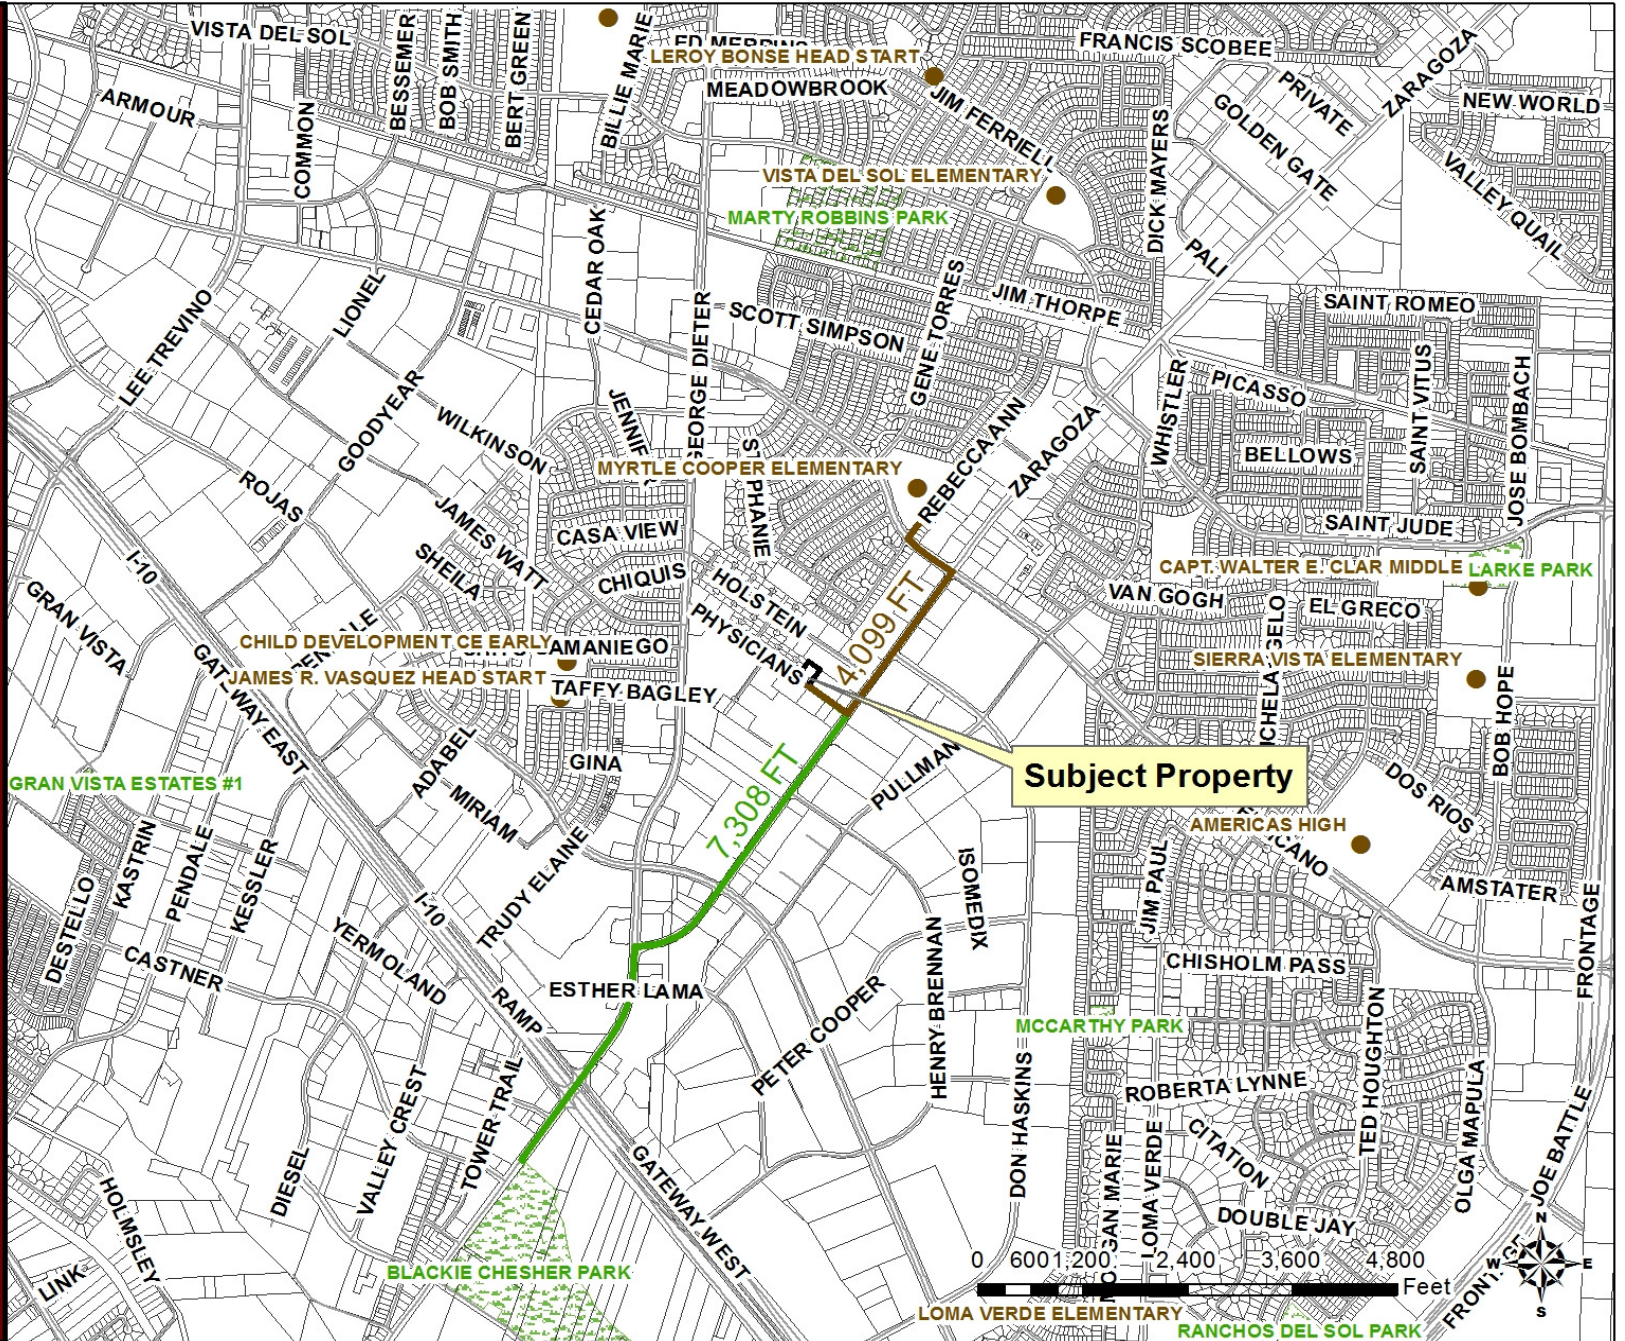 VISTA DEL SOL
BESSEMER
BOB SMITH
BERT GREEN
BILLIE MARIE
LEROY BONSE HEAD START
FRANCIS SCOBEE
ZARAGOZA
ARMOUR
COMMON
MEADOWBROOK
JIM FERRIELL
PRIVATE
NEW WORLD
GOLDEN GATE
VALLEY QUAIL
DICK MAYERS
VISTA DEL SOL ELEMENTARY
MARTY ROBBINS PARK
PALI
CEDAR OAK
LEE TREVINO
LIONEL
GEORGE DIETER
SCOTT SIMPSON
GENE TORRES
JIM THORPE
SAINT ROMEO
GOODYEAR
WILKINSON
WHISTLER
PICASSO
SAINT VITUS
JOSE BOMBACH
REBECCA ANN
ZARAGOZA
BELLOWS
MYRTLE COOPER ELEMENTARY
ROJAS
JAMES WATT
CASA VIEW
SAINT JUDE
I-10
SHEILA
CHIQUIS
HOLSTEIN
CAPT. WALTER E. CLAR MIDDLE
LARKE PARK
GRAN VISTA
PHYSICIANS
4,099 FT
VAN GOGH
EL GRECO
CHILD DEVELOPMENT CE EARLY
AMANIEGO
JAMES R. VASQUEZ HEAD START
TAFFY BAGLEY
SIERRA VISTA ELEMENTARY
BOB HOPE
GATEWAY EAST
ADABEL
GINA
PULLMAN
Subject Property
GRAN VISTA ESTATES #1
MIRIAM
7,308 FT
DOS RIOS
AMERICAS HIGH
KASTRIN
PENDALE
KESSLER
TRUDY ELAINE
ISOMEDIX
JIM PAUL
AMSTATER
DESTELLO
I-10
FRONTAGE
CASTNER
YERMOLAND
RAMP
ESTHER LAMA
HENRY BRENNAN
CHISHOLM PASS
PETER COOPER
MCCARTHY PARK
TED HOUGHTON
DIESEL
VALLEY CREST
TOWER TRAIL
DON HASKINS
ROBERTA LYNNE
OLGA MAPULA
JOE BATTLE
HOLMSLEY
GATEWAY WEST
LOMA VERDE
CITATION
DOUBLE JAY
LINK
BLACKIE CHESHER PARK
0 600 1,200 2,400 3,600 4,800
Feet
N
W E
S
LOMA VERDE ELEMENTARY
RANCHOS DEL SOL PARK